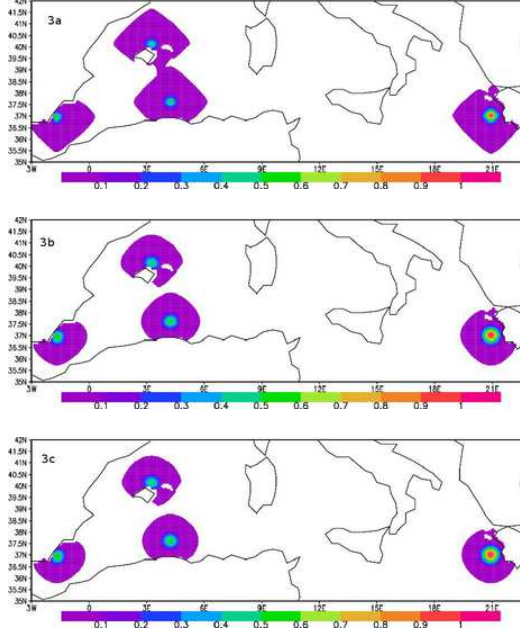 42N
41.5N
41N
40.5N
40N
39.5N
39N
38.5N
38N
37.5N
37N
36.5N
36N
35.5N
35N
3a
3W 0 3E 6E 9E 12E 15E 18E 21E
0.1 0.2 0.3 0.4 0.5 0.6 0.7 0.8 0.9 1
42N
41.5N
41N
40.5N
40N
39.5N
39N
38.5N
38N
37.5N
37N
36.5N
36N
35.5N
35N
3b
3W 0 3E 6E 9E 12E 15E 18E 21E
0.1 0.2 0.3 0.4 0.5 0.6 0.7 0.8 0.9 1
42N
41.5N
41N
40.5N
40N
39.5N
39N
38.5N
38N
37.5N
37N
36.5N
36N
35.5N
35N
3c
3W 0 3E 6E 9E 12E 15E 18E 21E
0.1 0.2 0.3 0.4 0.5 0.6 0.7 0.8 0.9 1